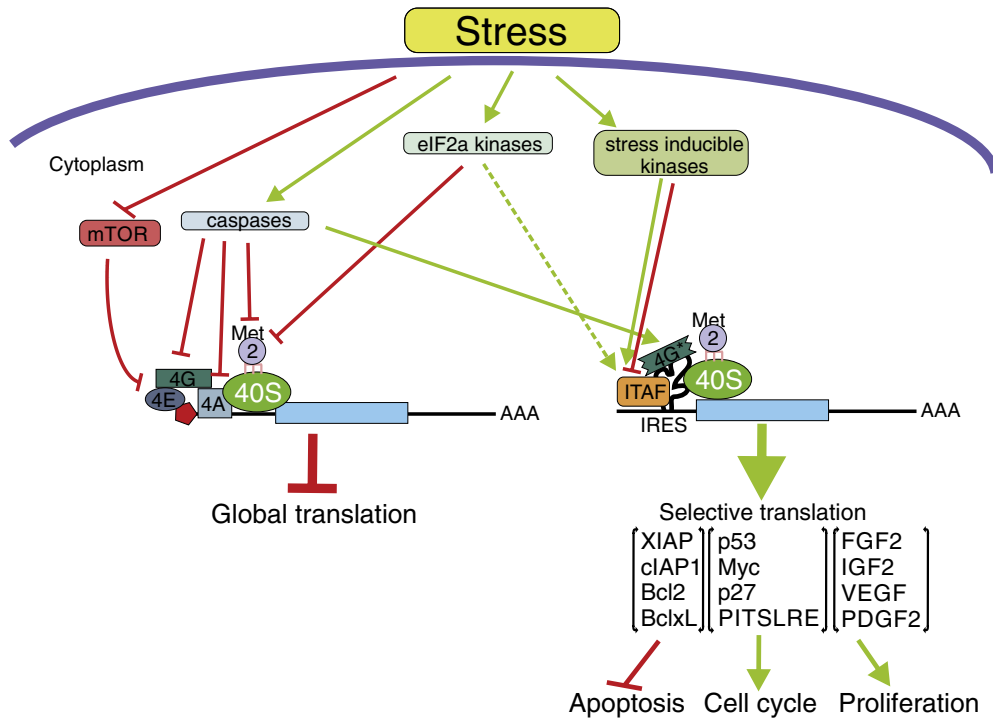 Stress
eIF2a kinases
stress inducible
kinases
Cytoplasm
mTOR
caspases
Met
2
4G
4E
4A
40S
AAA
Met
2
4G*
40S
ITAF
IRES
AAA
Global translation
Selective translation
XIAP
cIAP1
Bcl2
BclxL
p53
Myc
p27
PITSLRE
FGF2
IGF2
VEGF
PDGF2
Apoptosis
Cell cycle
Proliferation